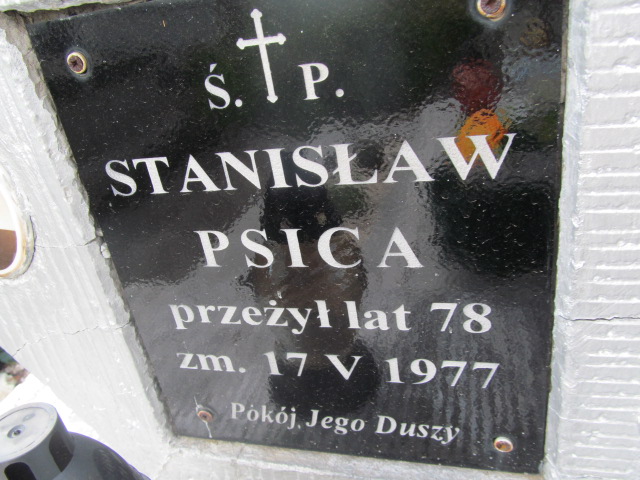 Ś. P.
STANISŁAW
PSICA
przeżył lat 78
zm. 17 V 1977
Pokój Jego Duszy